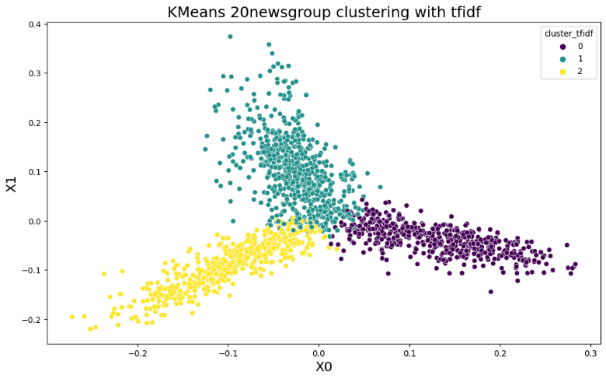 KMeans 20newsgroup clustering with tfidf
cluster_tfidf
0
1
2
0.4
0.3
0.2
0.1
0.0
−0.1
−0.2
X1
−0.2 −0.1 0.0 0.1 0.2 0.3
X0